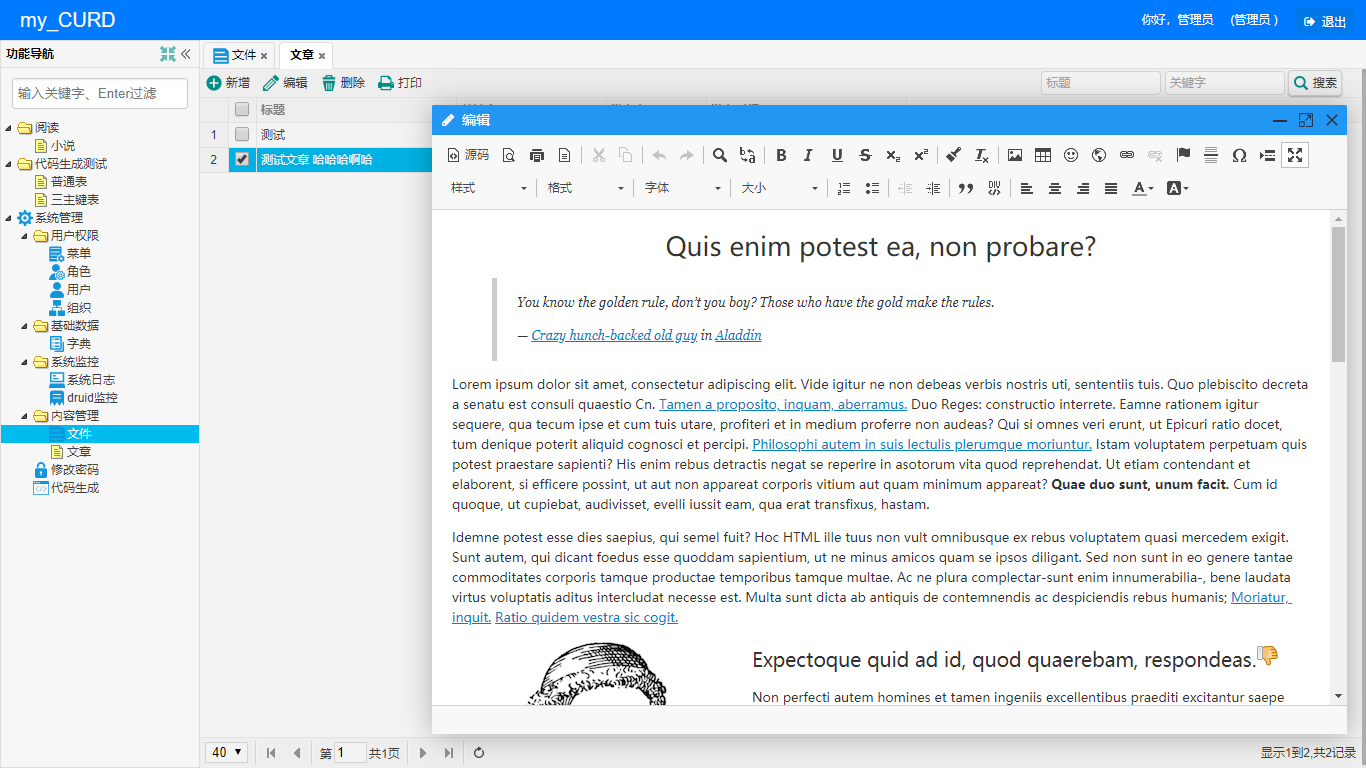 my_CURD
你好，管理员 (管理员 ) 退出
功能导航
文件 文章
输入关键字、Enter过滤
新增 编辑 删除 打印
标题 关键字 搜索
阅读
小说
代码生成测试
普通表
三主键表
系统管理
用户权限
菜单
角色
用户
组织
基础数据
字典
系统监控
系统日志
druid监控
内容管理
文件
文章
修改密码
代码生成
标题
1 测试
2 测试文章 哈哈哈啊哈
编辑
源码
样式 格式 字体 大小
Quis enim potest ea, non probare?
You know the golden rule, don't you boy? Those who have the gold make the rules.
— Crazy hunch-backed old guy in Aladdin
Lorem ipsum dolor sit amet, consectetur adipiscing elit. Vide igitur ne non debeas verbis nostris uti, sententiis tuis. Quo plebiscito decreta
a senatu est consuli quaestio Cn. Tamen a proposito, inquam, aberramus. Duo Reges: constructio interrete. Eamne rationem igitur
sequere, qua tecum ipse et cum tuis utare, profiteri et in medium proferre non audeas? Qui si omnes veri erunt, ut Epicuri ratio docet,
tum denique poterit aliquid cognosci et percipi. Philosophi autem in suis lectulis plerumque moriuntur. Istam voluptatem perpetuam quis
potest praestare sapienti? His enim rebus detractis negat se reperire in asotorum vita quod reprehendat. Ut etiam contendant et
elaborent, si efficere possint, ut aut non appareat corporis vitium aut quam minimum appareat? Quae duo sunt, unum facit. Cum id
quoque, ut cupiebat, audivisset, evelli iussit eam, qua erat transfixus, hastam.
Idemne potest esse dies saepius, qui semel fuit? Hoc HTML ille tuus non vult omnibusque ex rebus voluptatem quasi mercedem exigit.
Sunt autem, qui dicant foedus esse quoddam sapientium, ut ne minus amicos quam se ipsos diligant. Sed non sunt in eo genere tantae
commoditates corporis tamque productae temporibus tamque multae. Ac ne plura complectar-sunt enim innumerabilia-, bene laudata
virtus voluptatis aditus intercludat necesse est. Multa sunt dicta ab antiquis de contemnendis ac despiciendis rebus humanis; Moriatur,
inquit. Ratio quidem vestra sic cogit.
Expectoque quid ad id, quod quaerebam, respondeas.
Non perfecti autem homines et tamen ingeniis excellentibus praediti excitantur saepe
40 第 1 共1页
显示1到2,共2记录